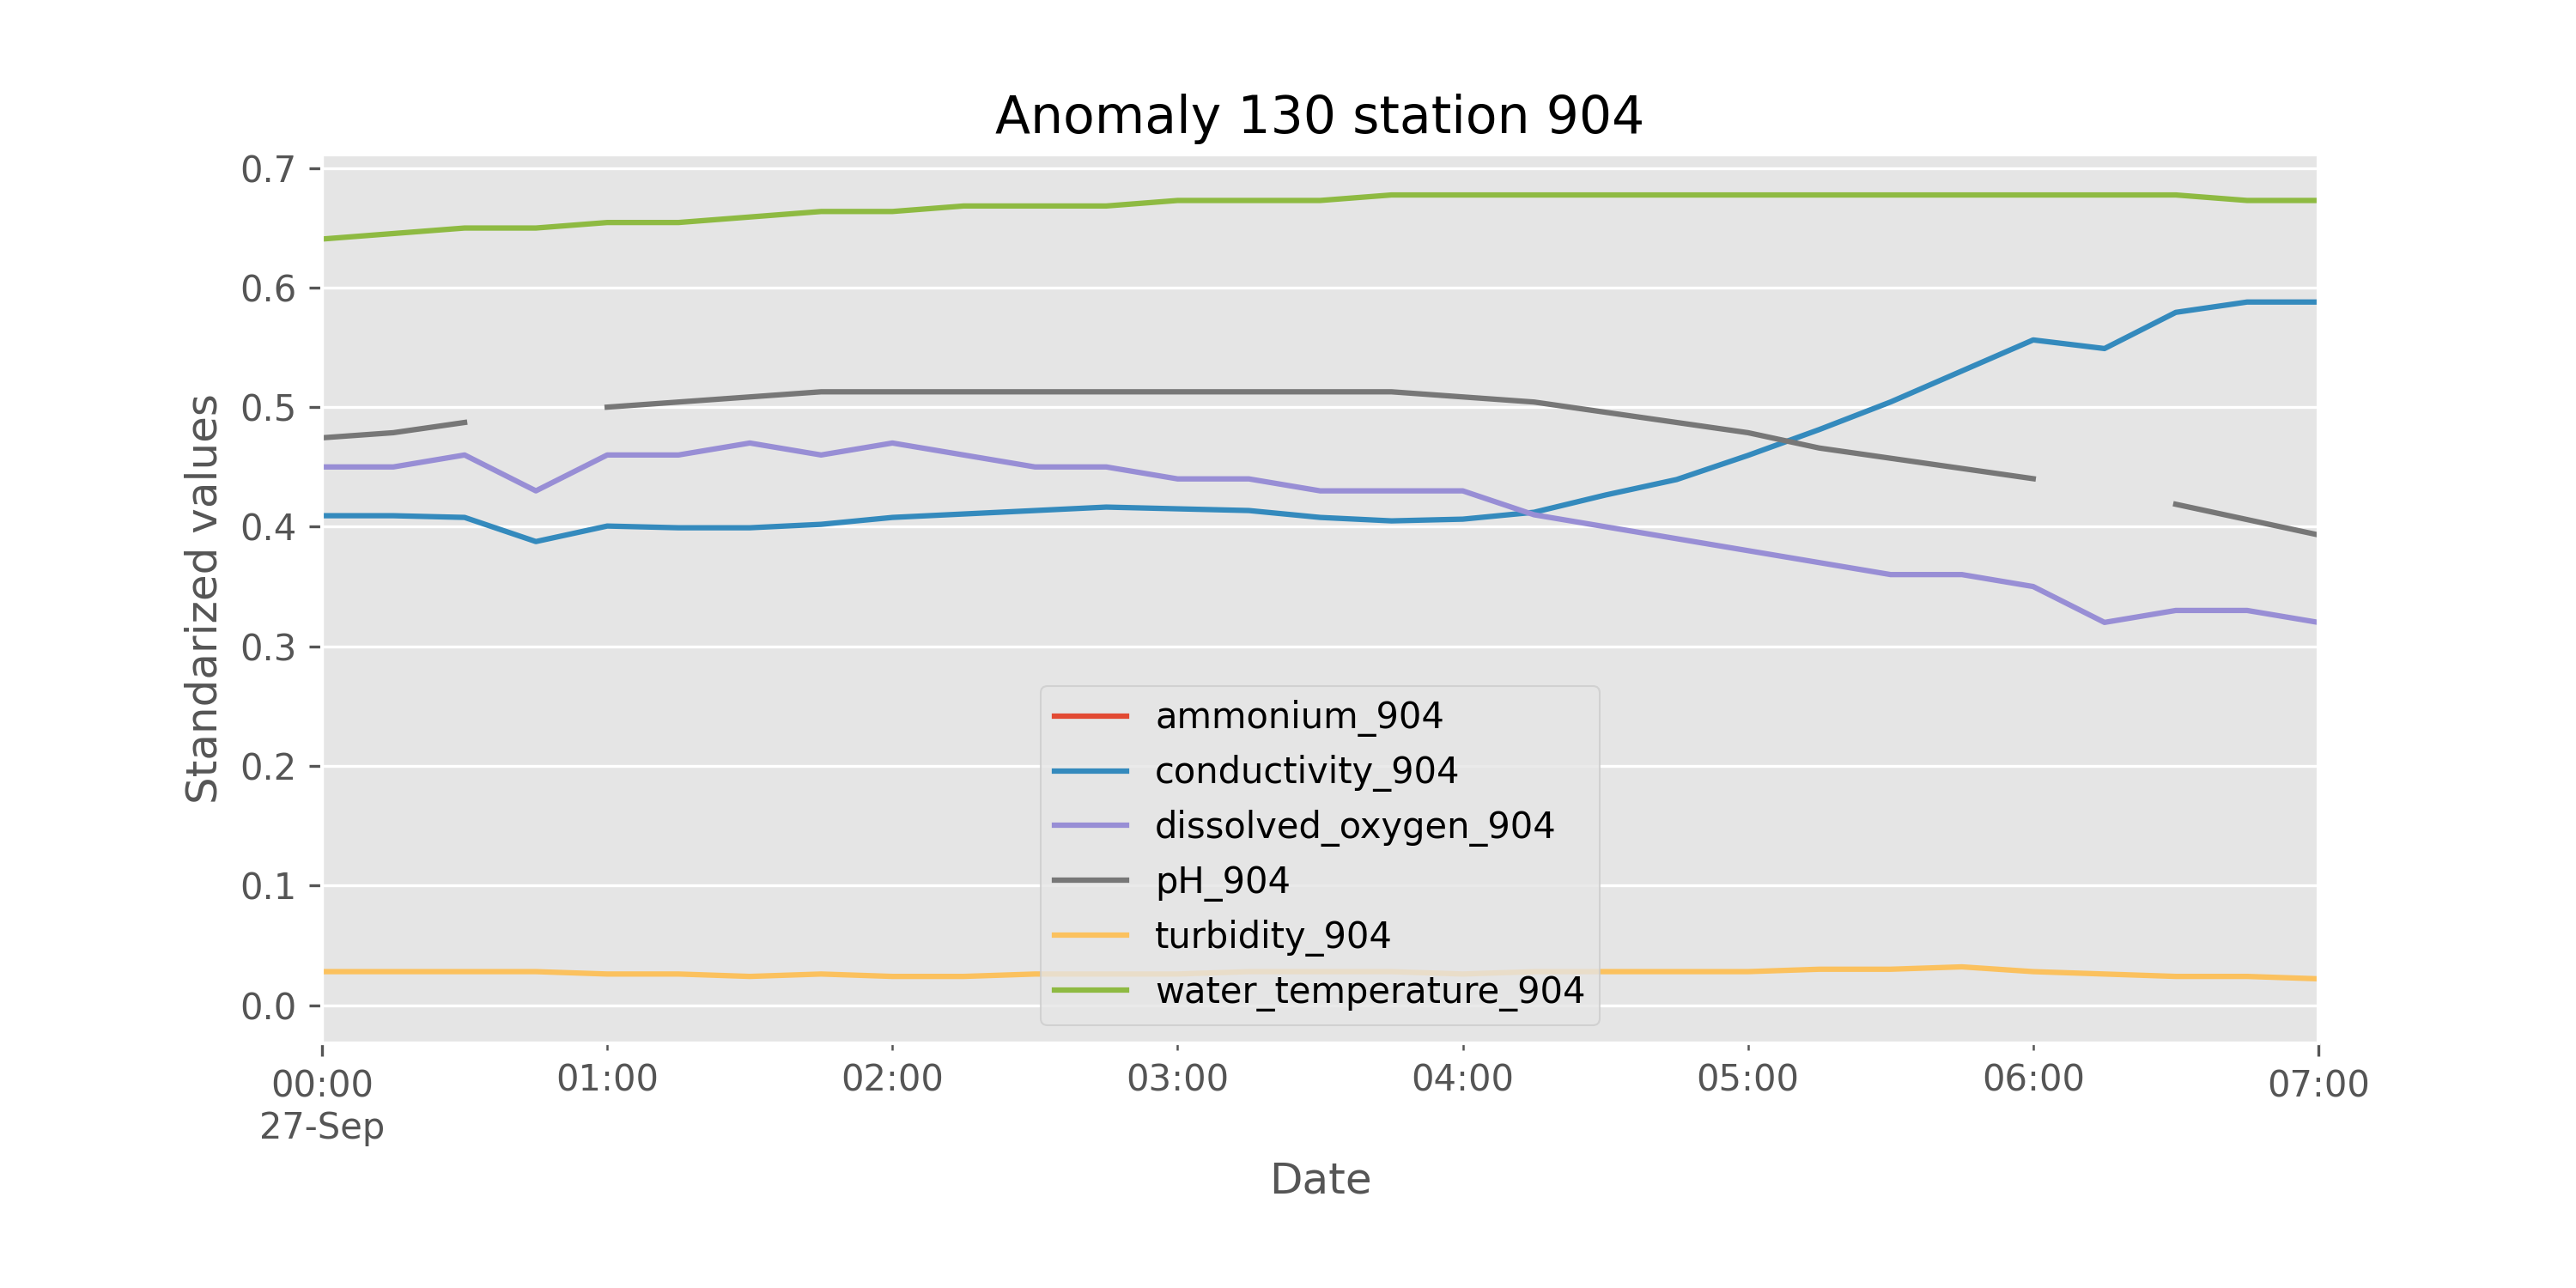 Anomaly 130 station 904
0.7
0.6
0.5
0.4
0.3
0.2
0.1
0.0
Standarized values
ammonium_904
conductivity_904
dissolved_oxygen_904
pH_904
turbidity_904
water_temperature_904
00:00 01:00 02:00 03:00 04:00 05:00 06:00 07:00
27-Sep
Date